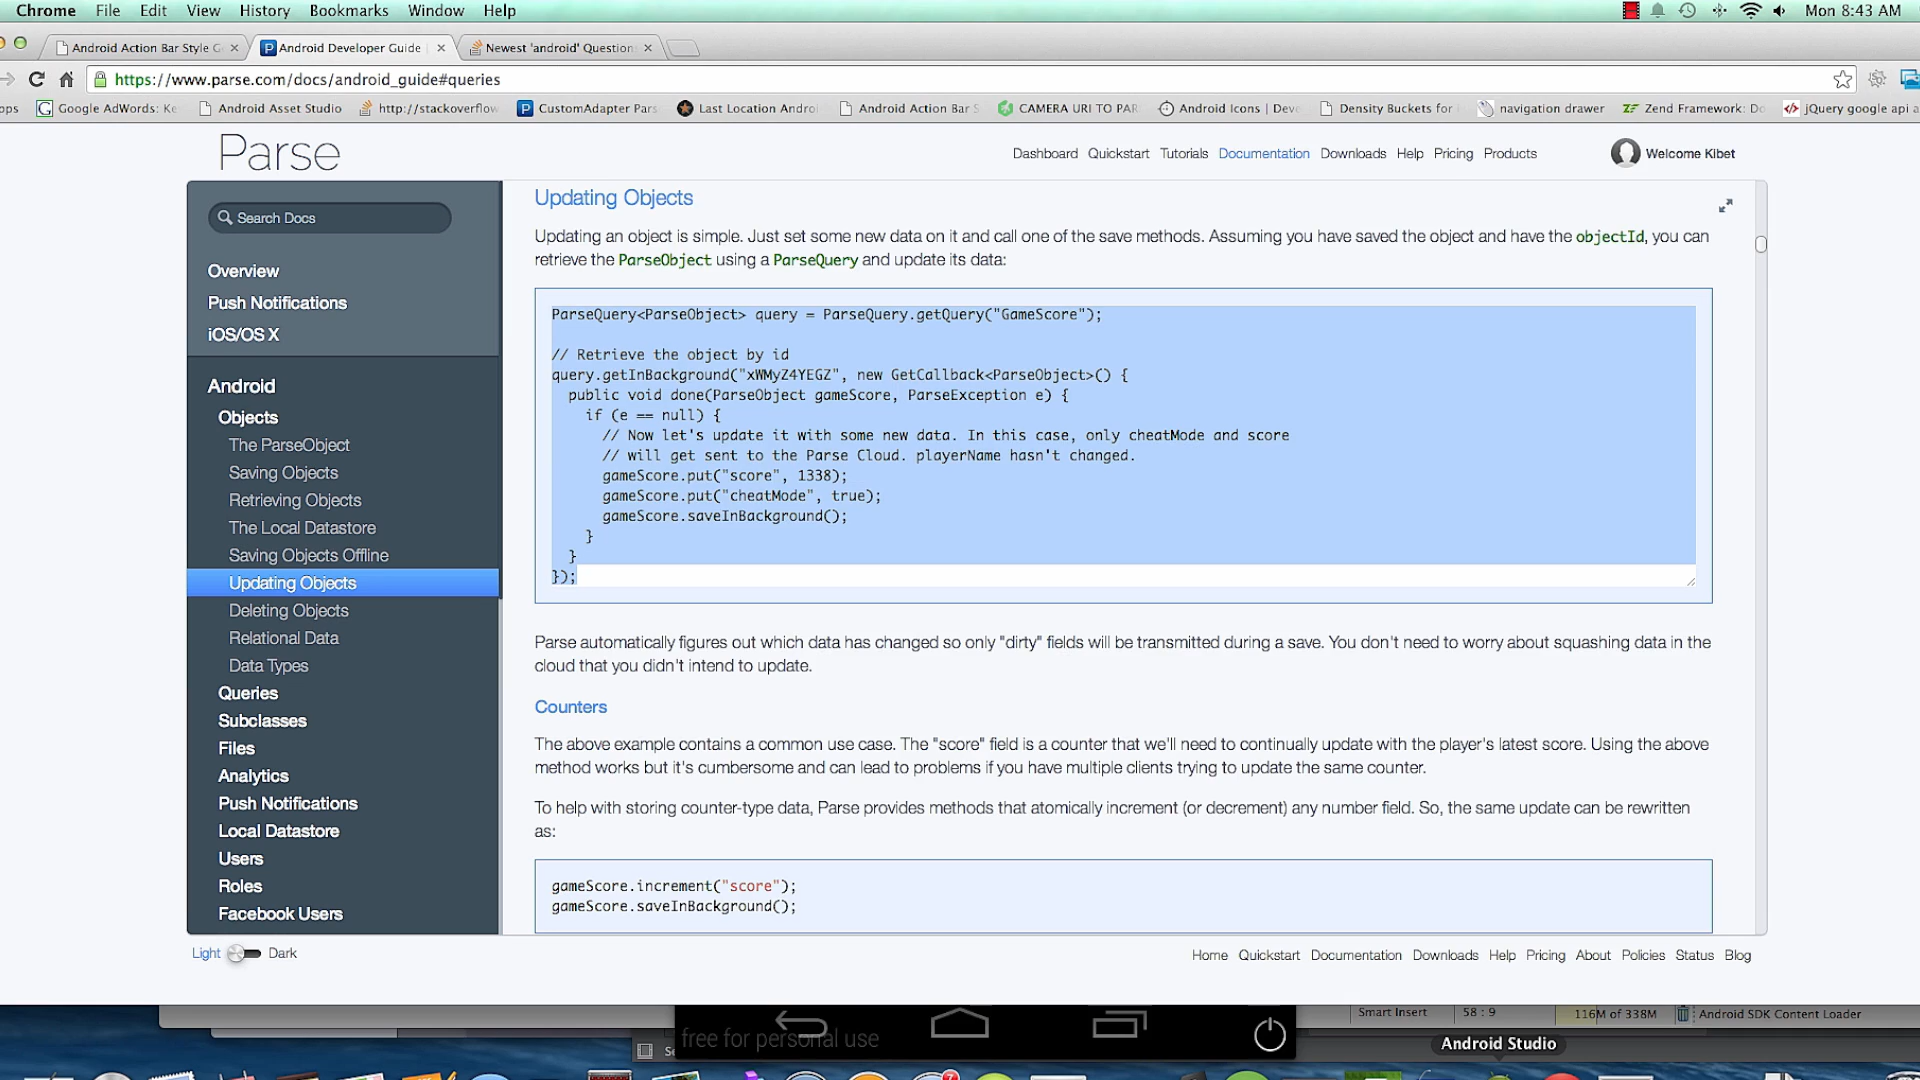 Chrome File Edit View History Bookmarks Window Help Mon 8:43 AM
Android Action Bar Style G Android Developer Guide Newest 'android' Question
https://www.parse.com/docs/android_guide#queries
Google AdWords: Ke Android Asset Studio http://stackoverflow CustomAdapter Pars Last Location Andro Android Action Bar S CAMERA URI TO PAR Android Icons | Dev Density Buckets for navigation drawer Zend Framework: Do jQuery google api a
Parse
Dashboard Quickstart Tutorials Documentation Downloads Help Pricing Products Welcome Kibet
Search Docs
Overview
Push Notifications
iOS/OS X
Android
Objects
The ParseObject
Saving Objects
Retrieving Objects
The Local Datastore
Saving Objects Offline
Updating Objects
Deleting Objects
Relational Data
Data Types
Queries
Subclasses
Files
Analytics
Push Notifications
Local Datastore
Users
Roles
Facebook Users
Updating Objects
Updating an object is simple. Just set some new data on it and call one of the save methods. Assuming you have saved the object and have the objectId, you can
retrieve the ParseObject using a ParseQuery and update its data:
ParseQuery<ParseObject> query = ParseQuery.getQuery("GameScore");
// Retrieve the object by id
query.getInBackground("xWMyZ4YEGZ", new GetCallback<ParseObject>() {
public void done(ParseObject gameScore, ParseException e) {
if (e == null) {
// Now let's update it with some new data. In this case, only cheatMode and score
// will get sent to the Parse Cloud. playerName hasn't changed.
gameScore.put("score", 1338);
gameScore.put("cheatMode", true);
gameScore.saveInBackground();
}
}
});
Parse automatically figures out which data has changed so only "dirty" fields will be transmitted during a save. You don't need to worry about squashing data in the
cloud that you didn't intend to update.
Counters
The above example contains a common use case. The "score" field is a counter that we'll need to continually update with the player's latest score. Using the above
method works but it's cumbersome and can lead to problems if you have multiple clients trying to update the same counter.
To help with storing counter-type data, Parse provides methods that atomically increment (or decrement) any number field. So, the same update can be rewritten
as:
gameScore.increment("score");
gameScore.saveInBackground();
Light Dark
Home Quickstart Documentation Downloads Help Pricing About Policies Status Blog
Smart Insert 58 : 9 116M of 338M Android SDK Content Loader
free for personal use
Android Studio